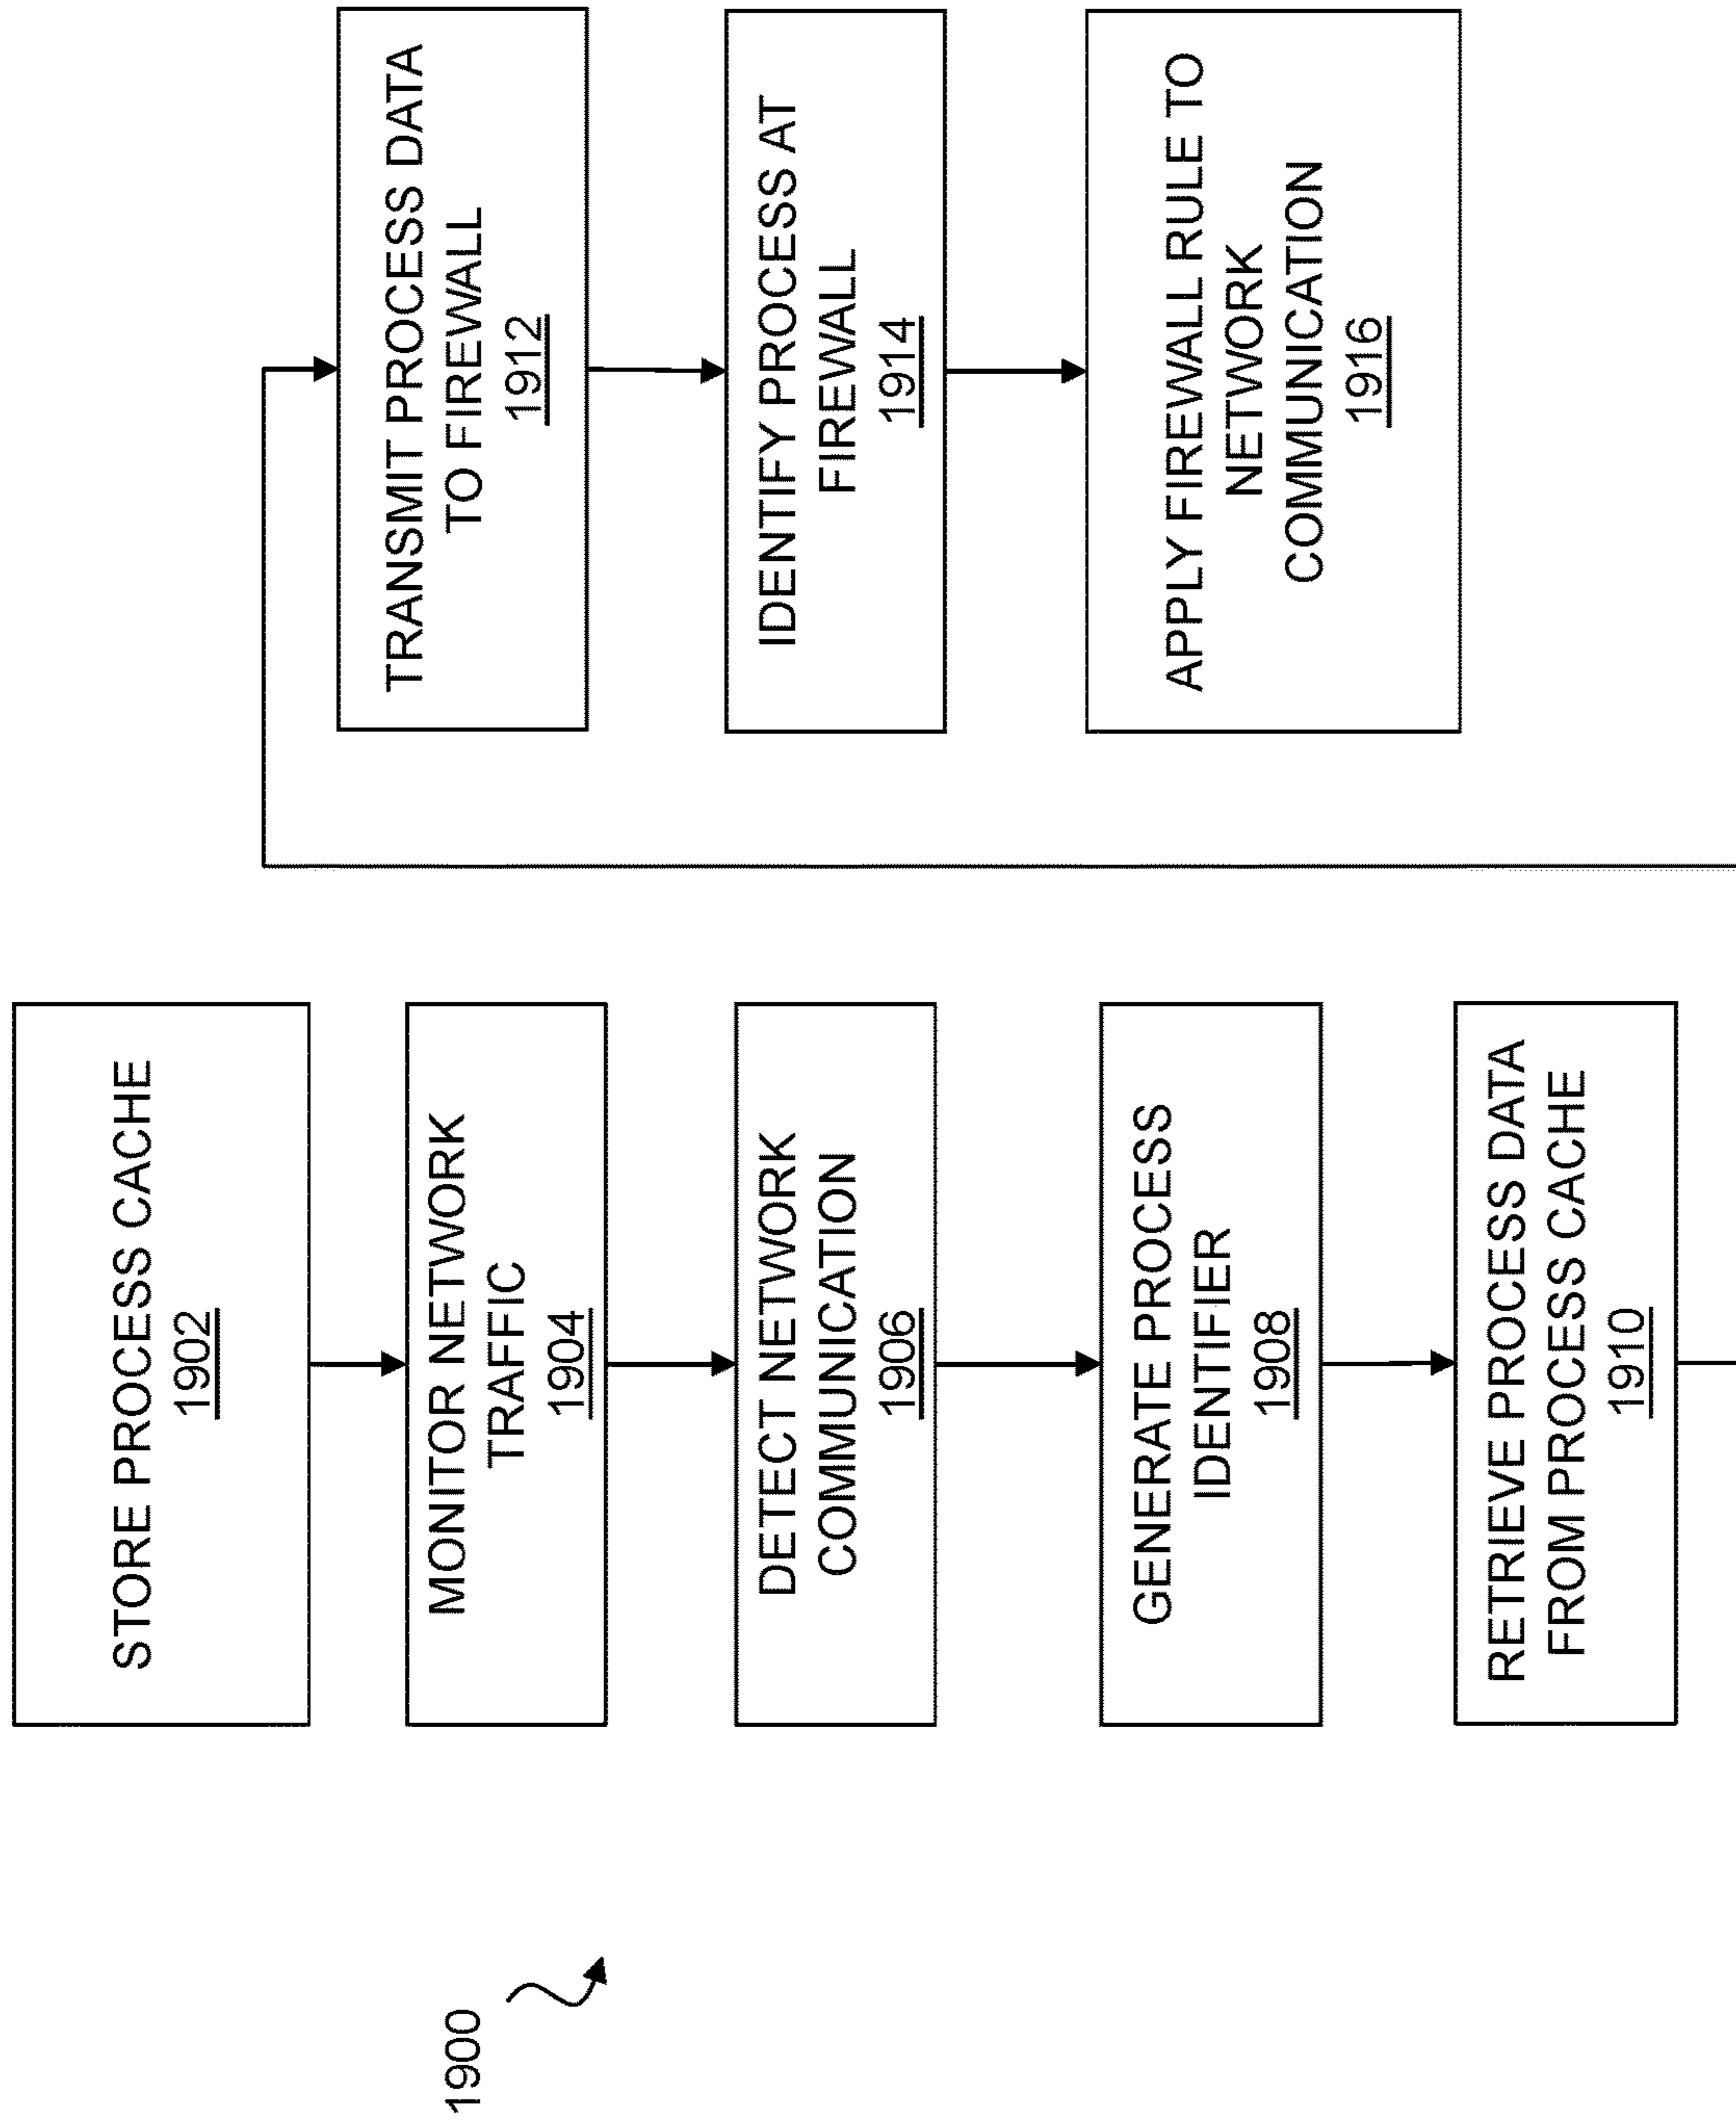 1900
STORE PROCESS CACHE
1902
MONITOR NETWORK
TRAFFIC
1904
DETECT NETWORK
COMMUNICATION
1906
GENERATE PROCESS
IDENTIFIER
1908
RETRIEVE PROCESS DATA
FROM PROCESS CACHE
1910
TRANSMIT PROCESS DATA
TO FIREWALL
1912
IDENTIFY PROCESS AT
FIREWALL
1914
APPLY FIREWALL RULE TO
NETWORK
COMMUNICATION
1916